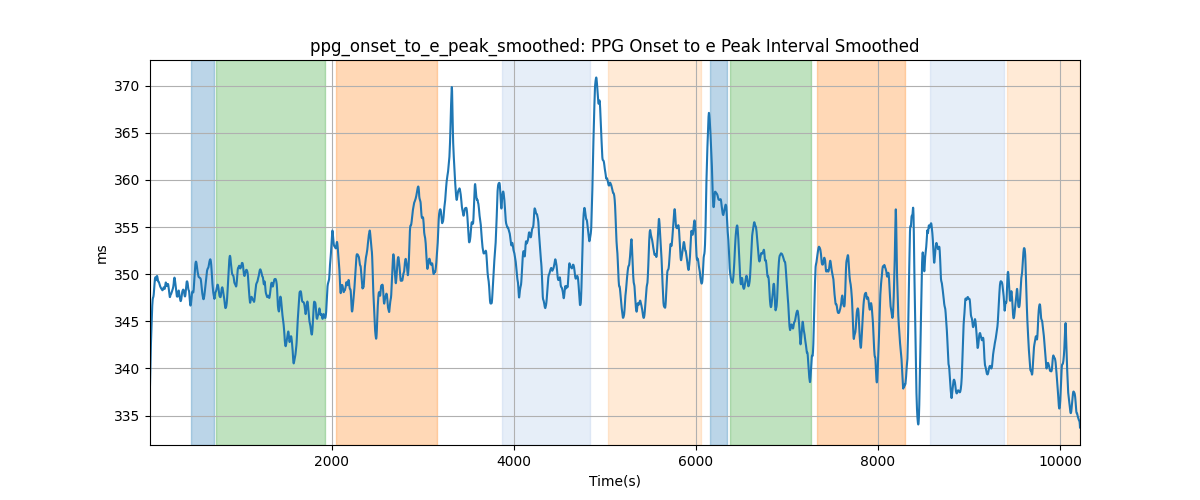 ppg_onset_to_e_peak_smoothed: PPG Onset to e Peak Interval Smoothed
370
365
360
355
350
345
340
335
ms
2000 4000 6000 8000 10000
Time(s)